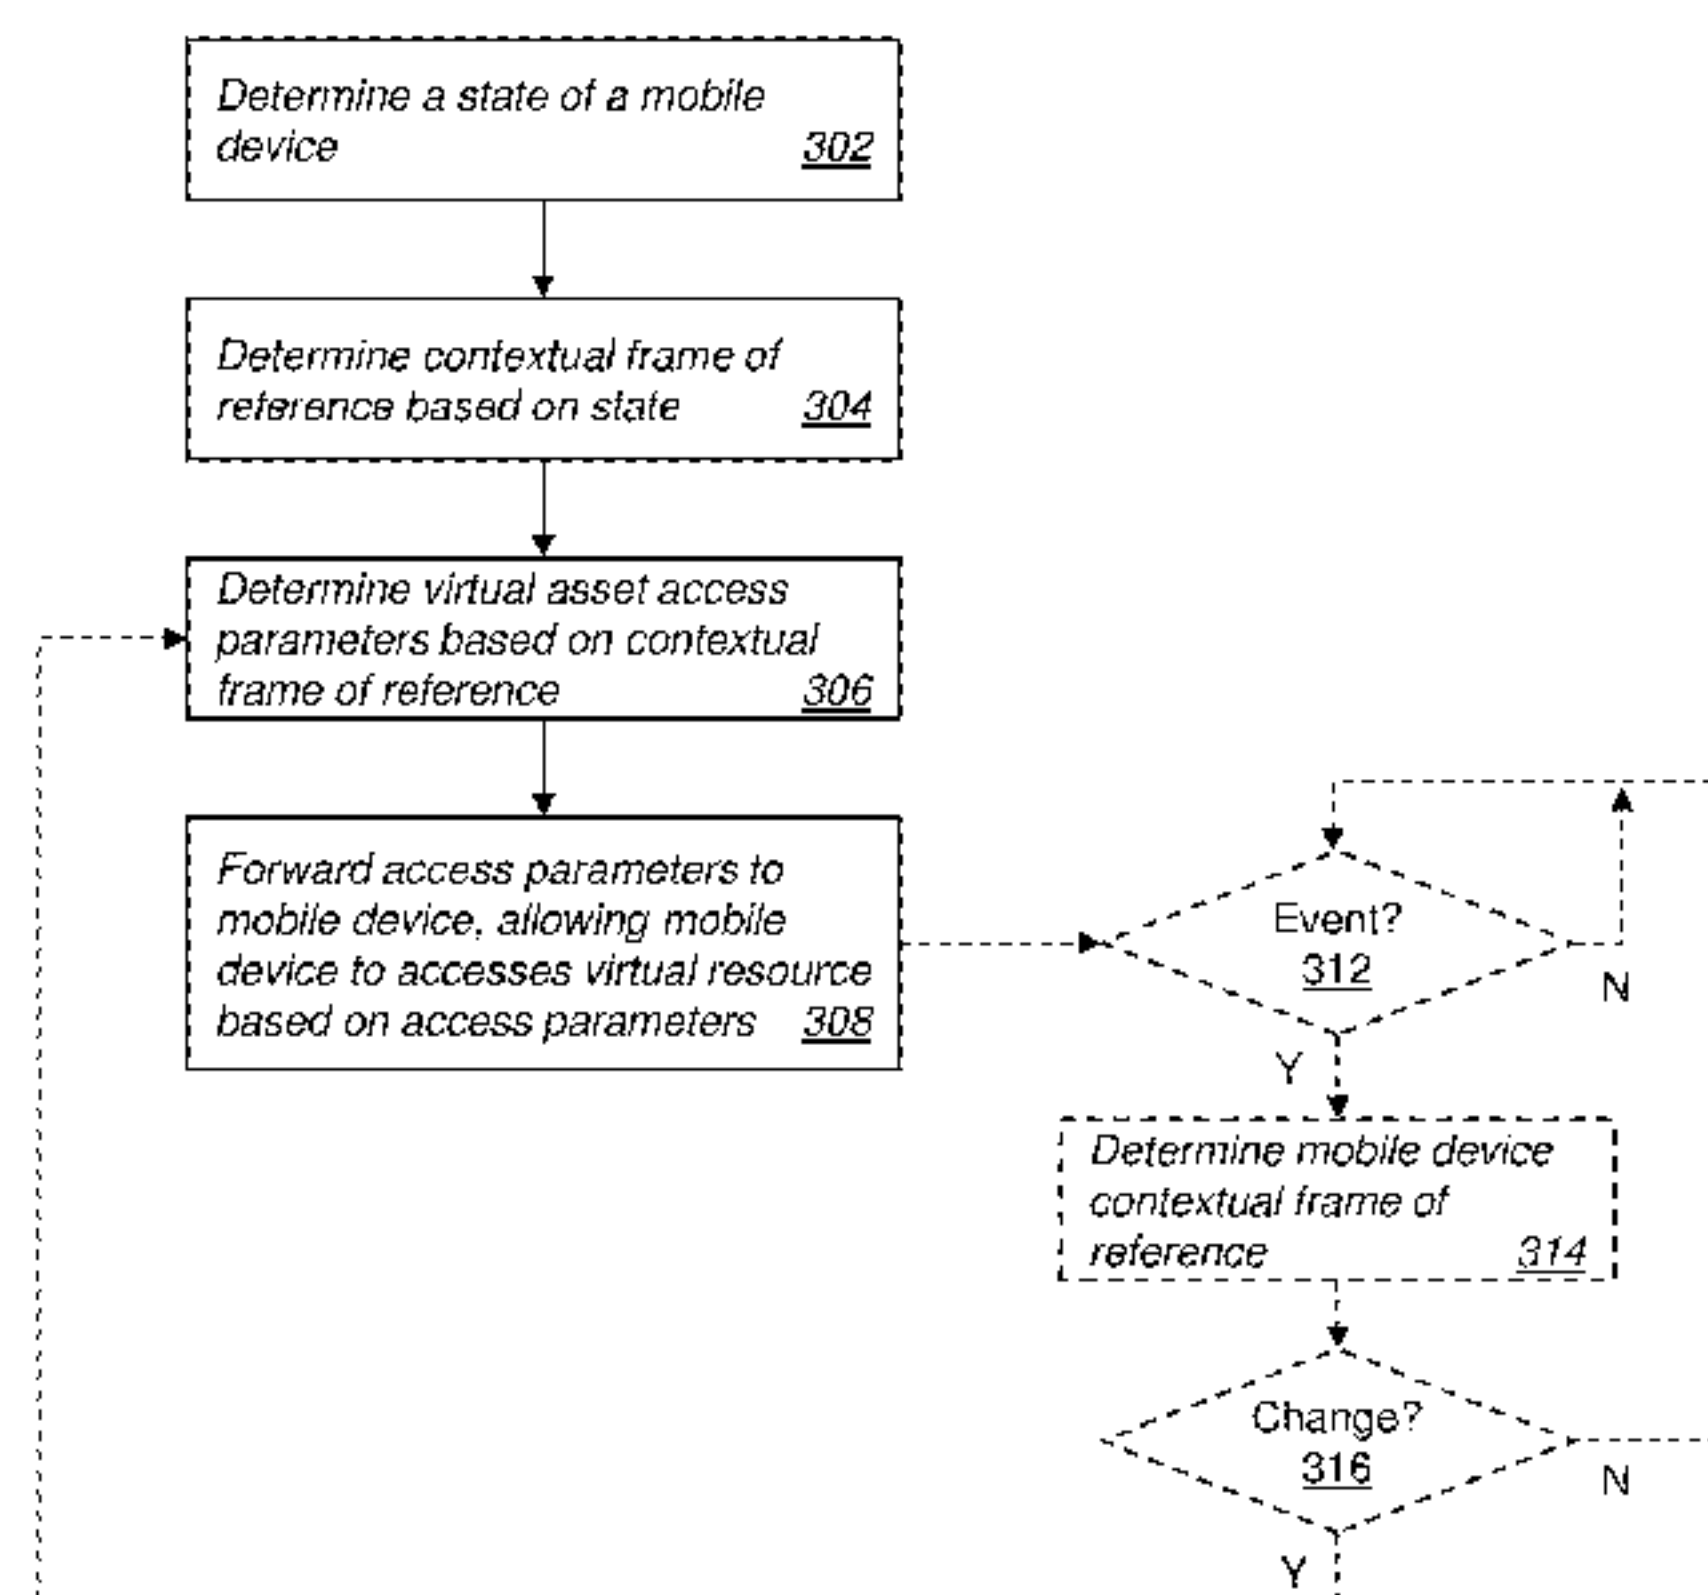 Determine a state of a mobile
device 302
Determine contextual frame of
reference based on state 304
Determine virtual asset access
parameters based on contextual
frame of reference 306
Forward access parameters to
mobile device, allowing mobile
device to accesses virtual resource
based on access parameters 308
Event?
312
N
Y
Determine mobile device
contextual frame of
reference 314
Change?
316
N
Y